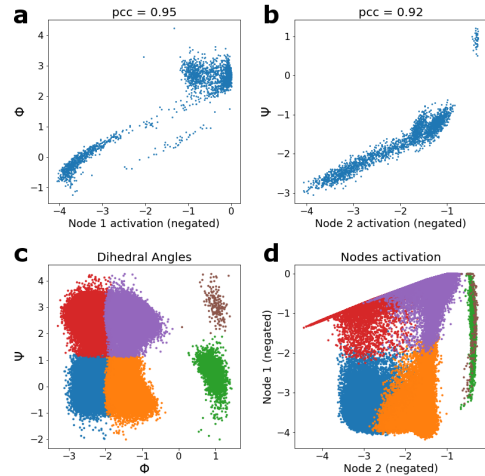 a
pcc = 0.95
Φ
4
3
2
1
0
−1
−4 −3 −2 −1 0
Node 1 activation (negated)
b
pcc = 0.92
Ψ
1
0
−1
−2
−3
−4 −3 −2 −1
Node 2 activation (negated)
c
Dihedral Angles
Ψ
4
3
2
1
0
−1
−2
−3 −2 −1 0 1
Φ
d
Nodes activation
Node 1 (negated)
0
−1
−2
−3
−4
−4 −3 −2 −1
Node 2 (negated)